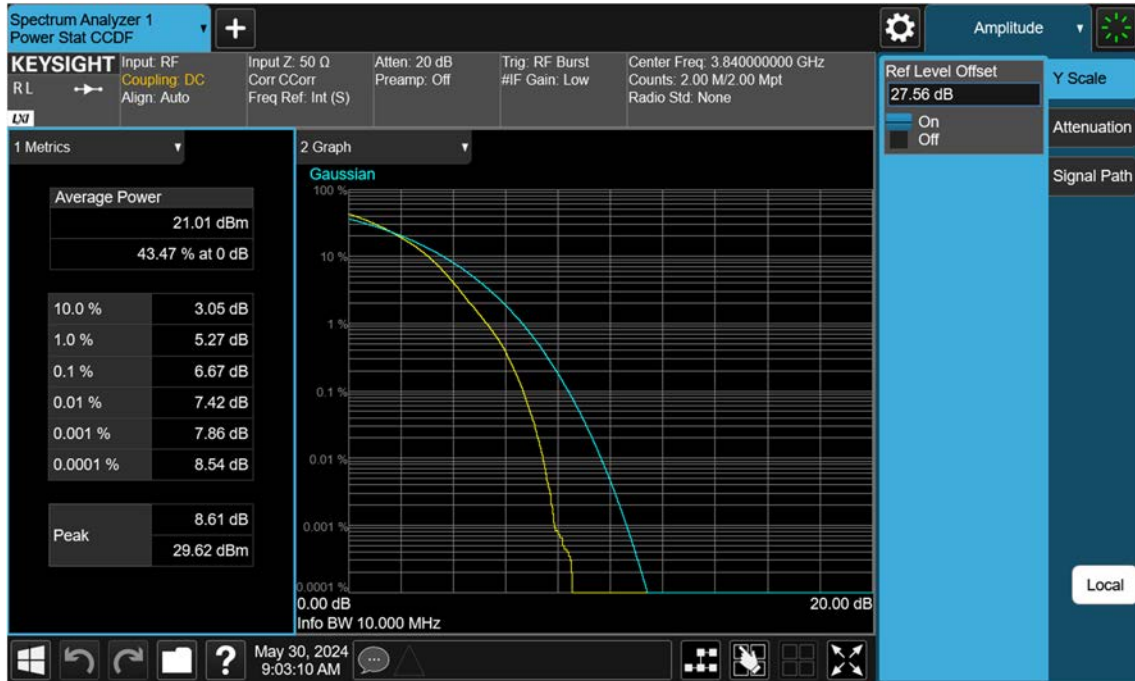 Spectrum Analyzer 1
Power Stat CCDF
Amplitude
KEYSIGHT
R L
LXI
Input: RF
Coupling: DC
Align: Auto
Input Z: 50 Ω
Corr CCorr
Freq Ref: Int (S)
Atten: 20 dB
Preamp: Off
Trig: RF Burst
#IF Gain: Low
Center Freq: 3.840000000 GHz
Counts: 2.00 M/2.00 Mpt
Radio Std: None
Ref Level Offset
27.56 dB
On
Off
Y Scale
Attenuation
Signal Path
1 Metrics
Average Power
21.01 dBm
43.47 % at 0 dB
10.0 % 3.05 dB
1.0 % 5.27 dB
0.1 % 6.67 dB
0.01 % 7.42 dB
0.001 % 7.86 dB
0.0001 % 8.54 dB
Peak
8.61 dB
29.62 dBm
2 Graph
Gaussian
100 %
10 %
1 %
0.1 %
0.01 %
0.001 %
0.0001 %
0.00 dB 20.00 dB
Info BW 10.000 MHz
Local
?
May 30, 2024
9:03:10 AM